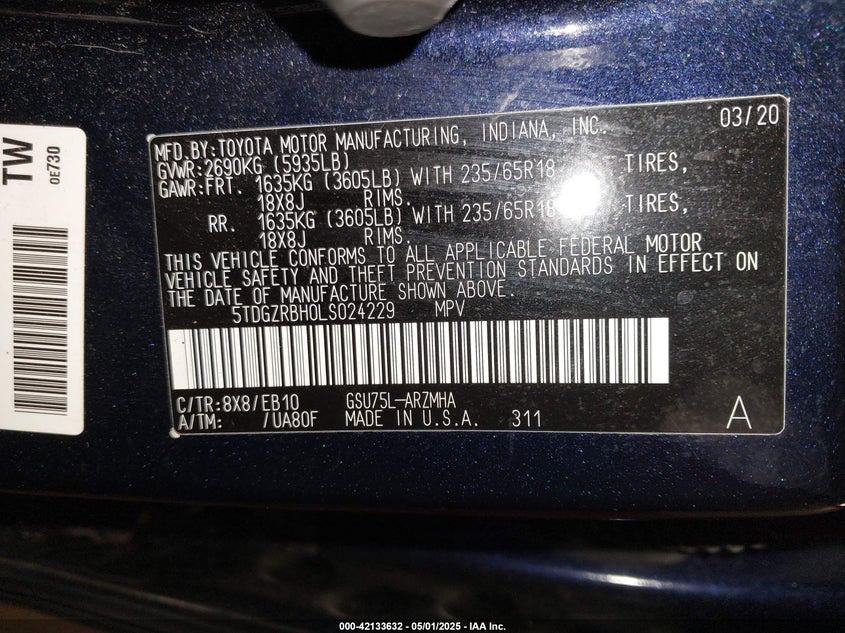 TW
0E730
03/20
MFD.BY:TOYOTA MOTOR MANUFACTURING, INDIANA, INC.
GVWR:2690KG (5935LB)
GAWR:FRT. 1635KG (3605LB) WITH 235/65R18 TIRES,
18X8J RIMS.
RR. 1635KG (3605LB) WITH 235/65R18 TIRES,
18X8J RIMS.
THIS VEHICLE CONFORMS TO ALL APPLICABLE FEDERAL MOTOR
VEHICLE SAFETY AND THEFT PREVENTION STANDARDS IN EFFECT ON
THE DATE OF MANUFACTURE SHOWN ABOVE.
5TDGZRBH0LS024229 MPV
C/TR:8X8/EB10 GSU75L-ARZMHA
A/TM: /UA80F MADE IN U.S.A. 311
A
000-42133632 - 05/01/2025 - IAA Inc.